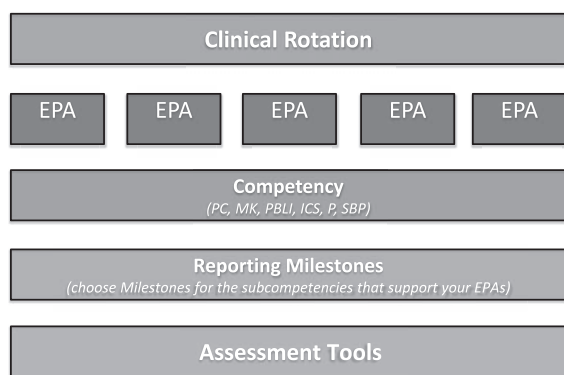 Clinical Rotation
EPA EPA EPA EPA EPA
Competency
(PC, MK, PBLI, ICS, P, SBP)
Reporting Milestones
(choose Milestones for the subcompetencies that support your EPAs)
Assessment Tools